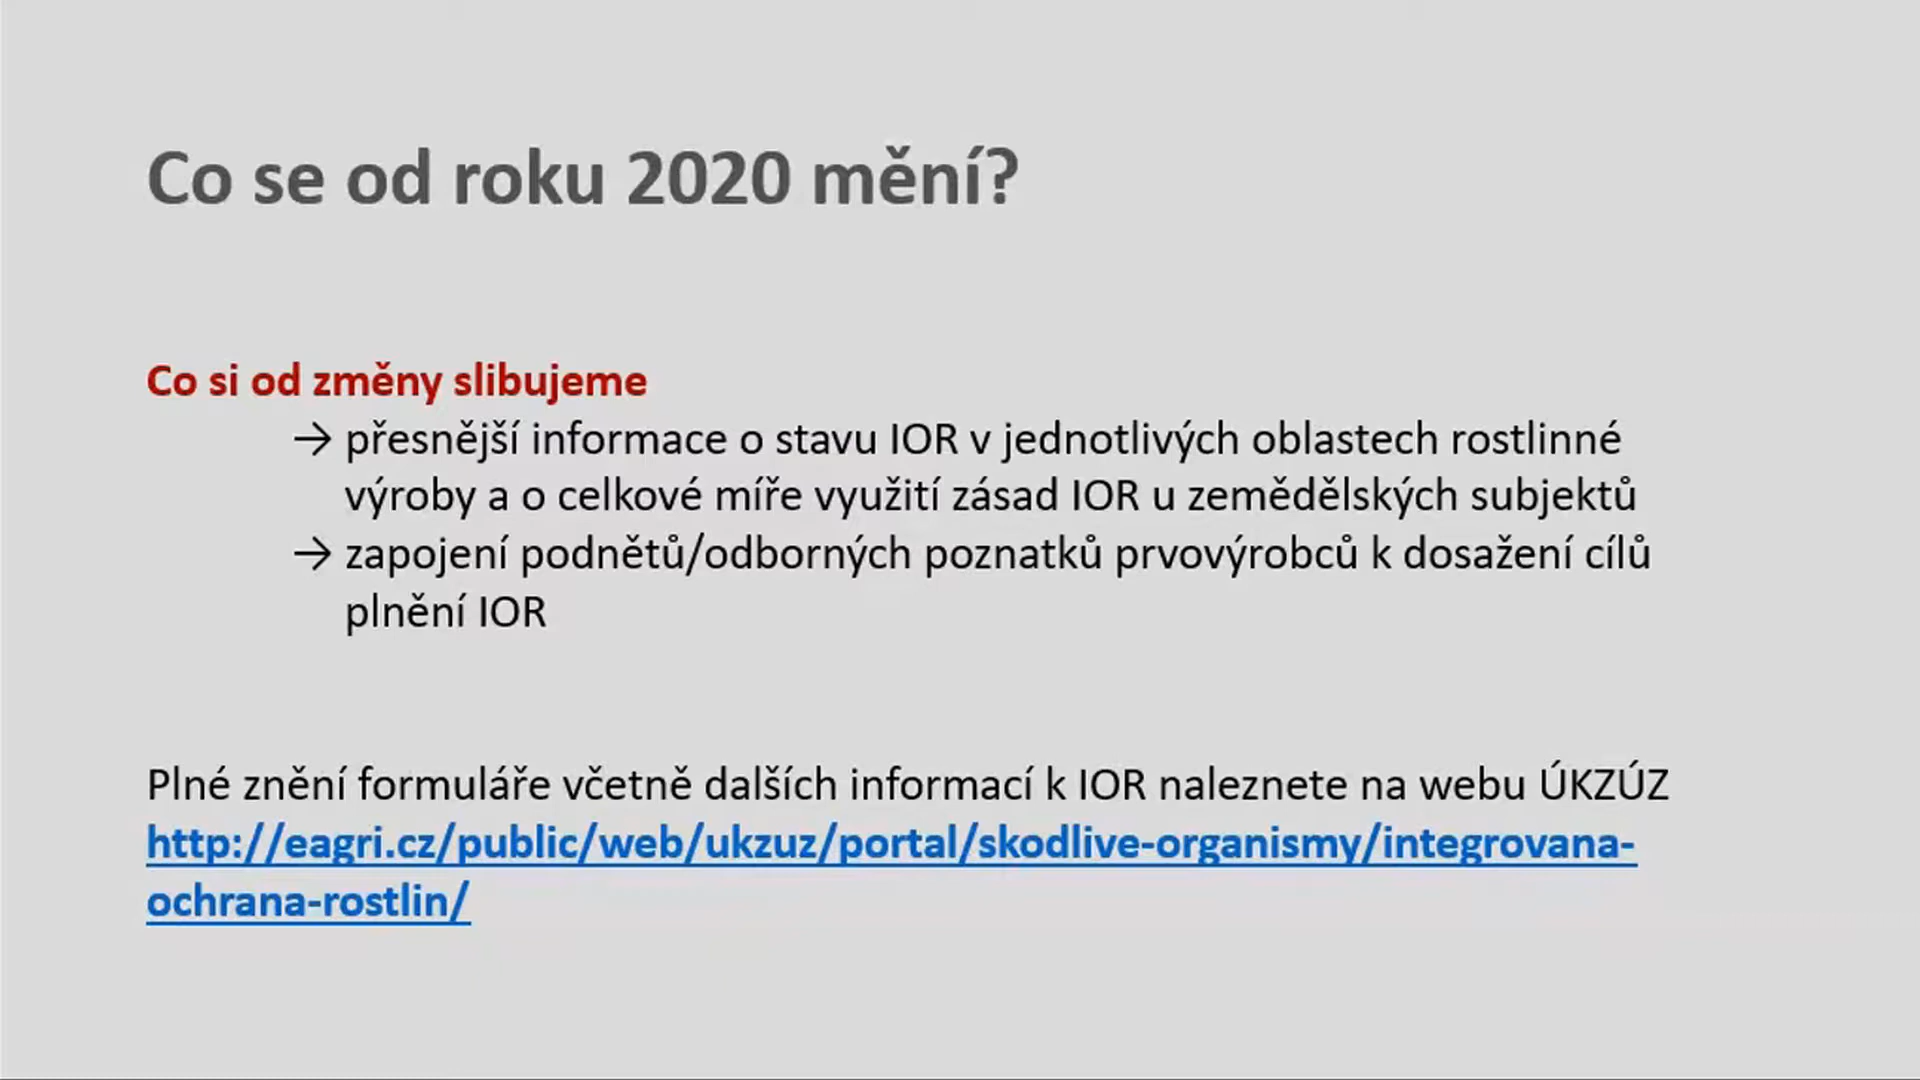 Co se od roku 2020 mění?
Co si od změny slibujeme
→ přesnější informace o stavu IOR v jednotlivých oblastech rostlinné
výroby a o celkové míře využití zásad IOR u zemědělských subjektů
→ zapojení podnětů/odborných poznatků prvovýrobců k dosažení cílů
plnění IOR
Plné znění formuláře včetně dalších informací k IOR naleznete na webu ÚKZÚZ
http://eagri.cz/public/web/ukzuz/portal/skodlive-organismy/integrovana-
ochrana-rostlin/